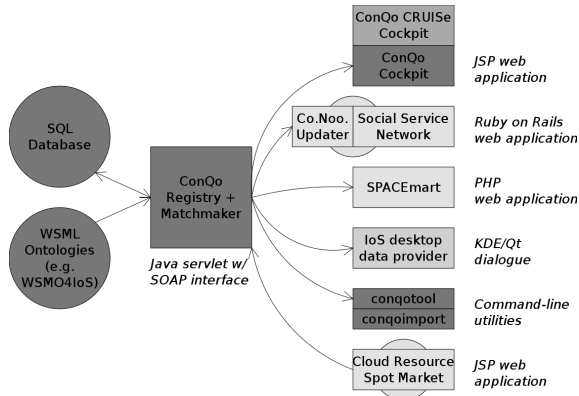 ConQo CRUISe
Cockpit
ConQo
Cockpit
JSP web
application
Co.Noo.
Updater
Social Service
Network
Ruby on Rails
web application
SQL
Database
ConQo
Registry +
Matchmaker
SPACEmart
PHP
web application
WSML
Ontologies
(e.g.
WSMO4IoS)
Java servlet w/
SOAP interface
IoS desktop
data provider
KDE/Qt
dialogue
conqotool
conqoimport
Command-line
utilities
Cloud Resource
Spot Market
JSP web
application